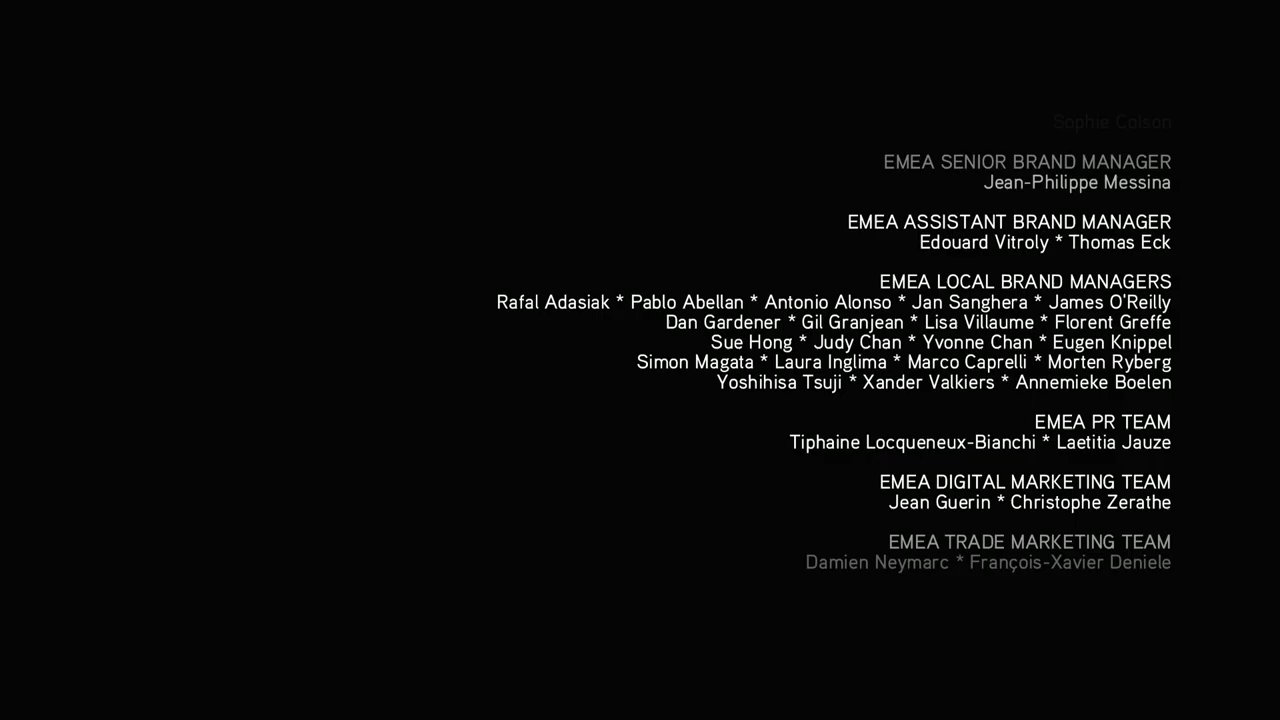 Sophie Colson
EMEA SENIOR BRAND MANAGER
Jean-Philippe Messina
EMEA ASSISTANT BRAND MANAGER
Edouard Vitroly * Thomas Eck
EMEA LOCAL BRAND MANAGERS
Rafal Adasiak * Pablo Abellan * Antonio Alonso * Jan Sanghera * James O'Reilly
Dan Gardener * Gil Granjean * Lisa Villaume * Florent Greffe
Sue Hong * Judy Chan * Yvonne Chan * Eugen Knippel
Simon Magata * Laura Inglima * Marco Caprelli * Morten Ryberg
Yoshihisa Tsuji * Xander Valkiers * Annemieke Boelen
EMEA PR TEAM
Tiphaine Locqueneux-Bianchi * Laetitia Jauze
EMEA DIGITAL MARKETING TEAM
Jean Guerin * Christophe Zerathe
EMEA TRADE MARKETING TEAM
Damien Neymarc * François-Xavier Deniele